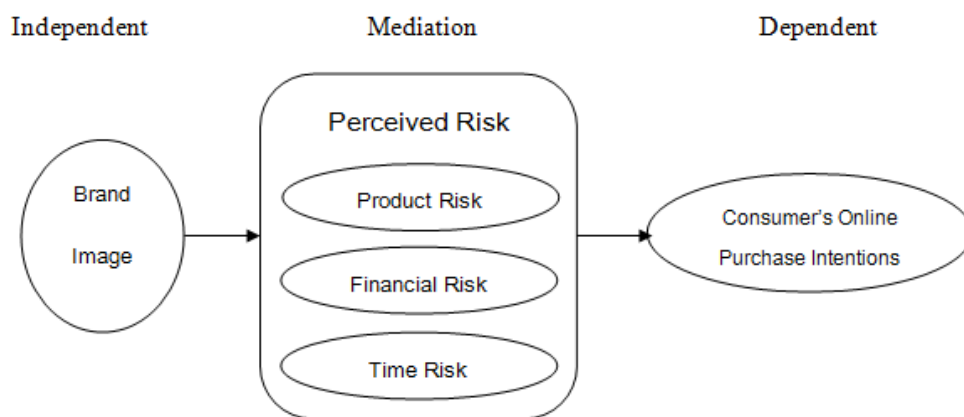 Independent
Mediation
Dependent
Perceived Risk
Brand
Image
Product Risk
Financial Risk
Time Risk
Consumer's Online
Purchase Intentions